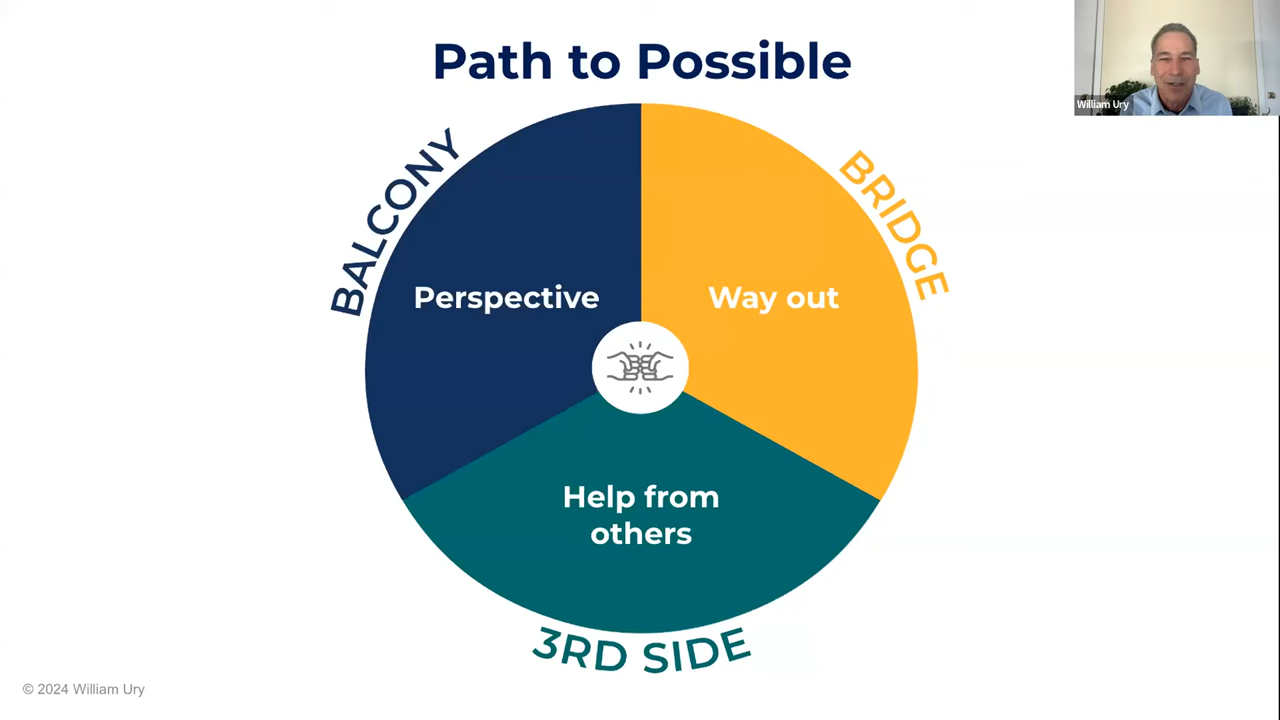 Path to Possible
William Ury
BALCONY
BRIDGE
Perspective
Way out
Help from
others
3RD SIDE
© 2024 William Ury